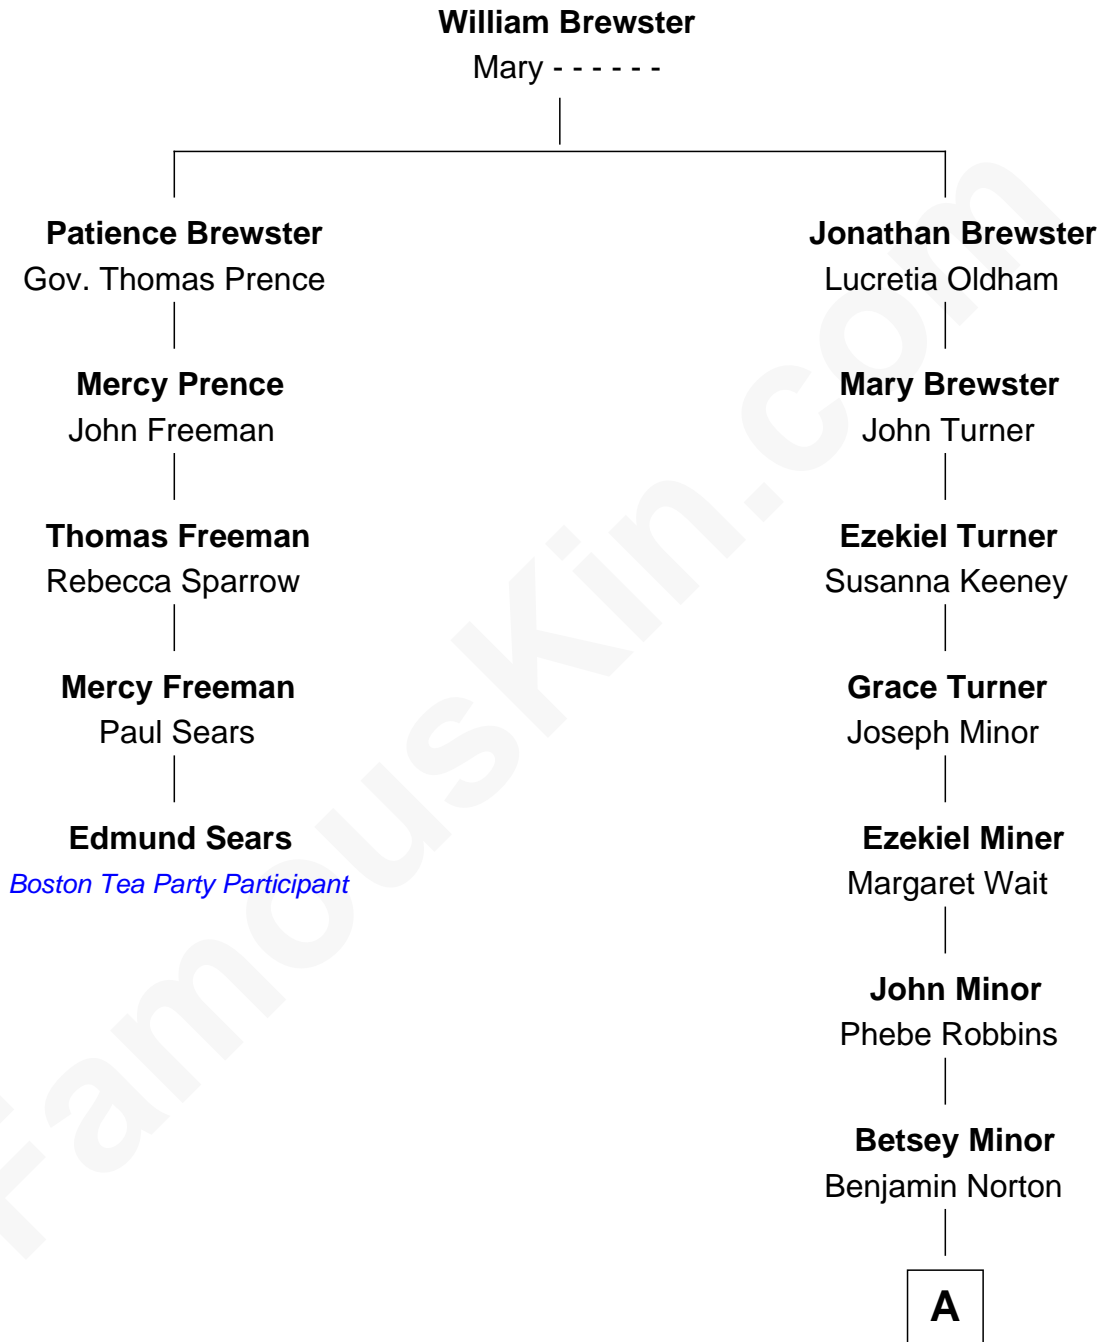 William Brewster
Mary - - - - - -
Patience Brewster
Gov. Thomas Prence
Jonathan Brewster
Lucretia Oldham
Mercy Prence
John Freeman
Mary Brewster
John Turner
Thomas Freeman
Rebecca Sparrow
Ezekiel Turner
Susanna Keeney
Mercy Freeman
Paul Sears
Grace Turner
Joseph Minor
Edmund Sears
Boston Tea Party Participant
Ezekiel Miner
Margaret Wait
John Minor
Phebe Robbins
Betsey Minor
Benjamin Norton
A
FamousKin.com